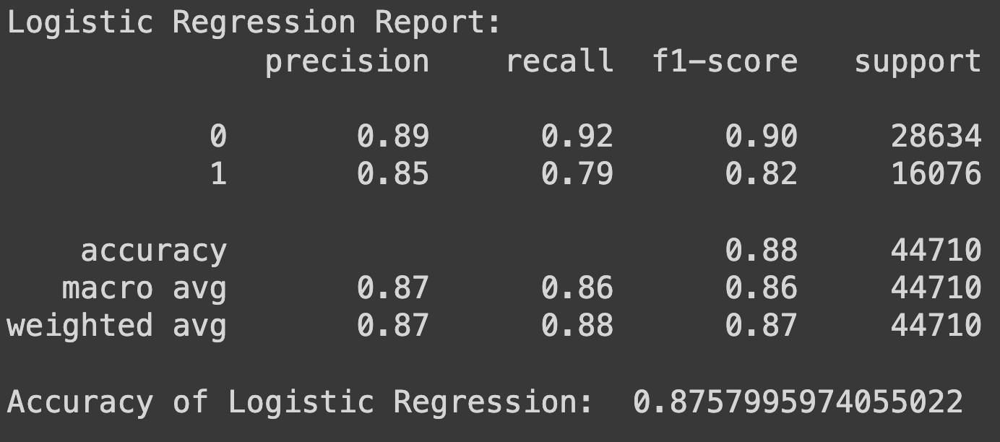 Logistic Regression Report:
precision recall f1-score support
0 0.89 0.92 0.90 28634
1 0.85 0.79 0.82 16076
accuracy 0.88 44710
macro avg 0.87 0.86 0.86 44710
weighted avg 0.87 0.88 0.87 44710
Accuracy of Logistic Regression: 0.8757995974055022